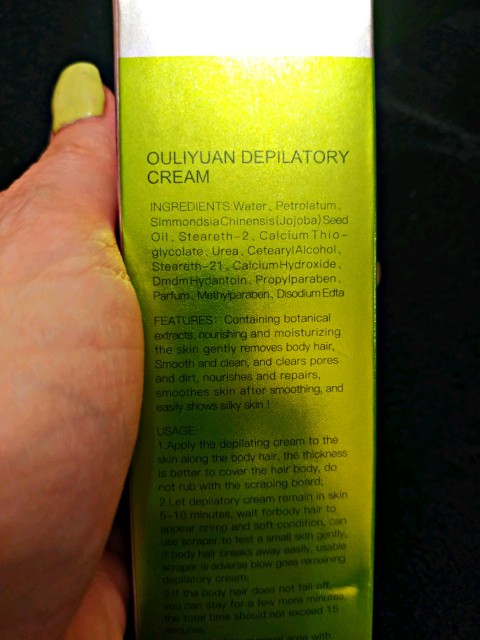 OULIYUAN DEPILATORY
CREAM
INGREDIENTS:Water、Petrolatum、
SimmondsiaChinensis(Jojoba)Seed
Oil、Steareth-2、CalciumThio-
glycolate、Urea、CetearylAlcohol、
Steareth-21、CalciumHydroxide、
DmdmHydantoin、Propylparaben、
Parfum、Methylparaben、Disodium Edta
FEATURES: Containing botanical
extracts, nourishing and moisturizing
the skin gently removes body hair,
Smooth and clean, and clears pores
and dirt, nourishes and repairs,
smoothes skin after smoothing, and
easily shows silky skin !
USAGE:
1.Apply the depilating cream to the
skin along the body hair, the thickness
is better to cover the hair body, do
not rub with the scraping board;
2.Let depilatory cream remain in skin
5-10 minutes, wait forbody hair to
appear crimp and soft condition, can
use scraper to test a small skin gently,
if body hair breaks away easily, usable
scraper is adverse blow goes remaining
depilatory cream;
3.If the body hair does not fall off,
you can stay for a few more minutes,
the total time should not exceed 15
minutes;
area with